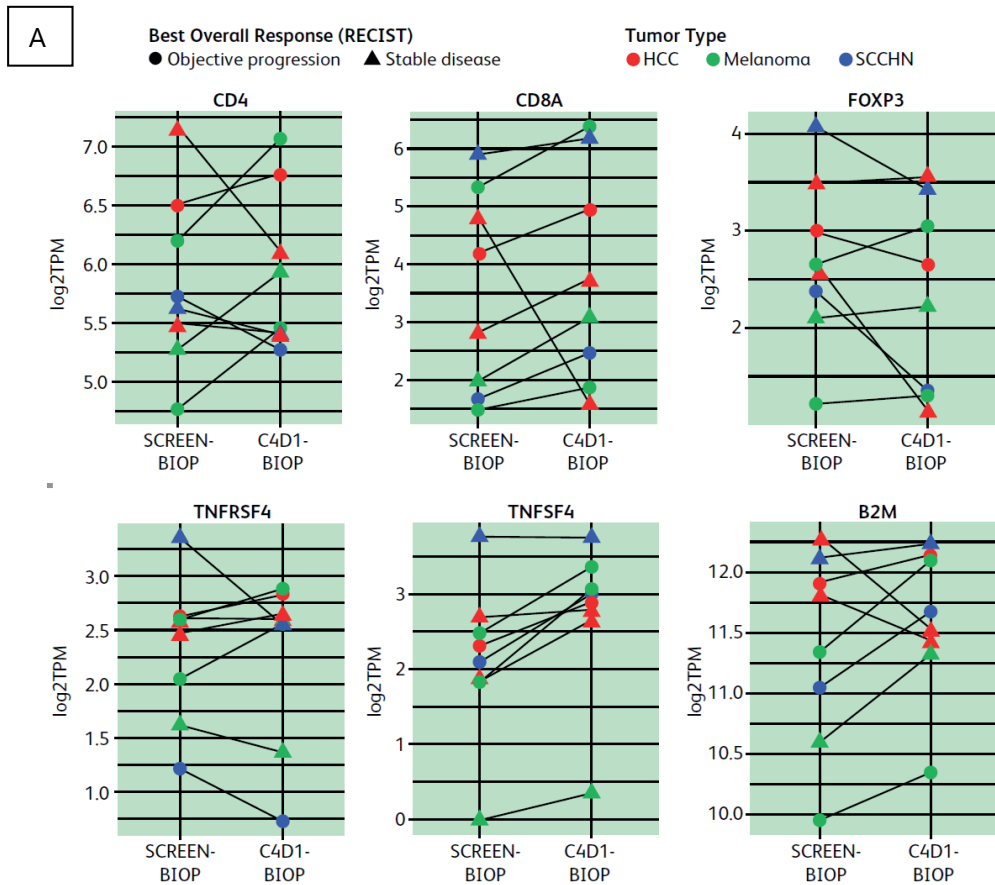 A
Best Overall Response (RECIST)
Objective progression
Stable disease
Tumor Type
HCC
Melanoma
SCCHN
CD4
log2TPM
7.0
6.5
6.0
5.5
5.0
SCREEN-
BIOP
C4D1-
BIOP
CD8A
log2TPM
6
5
4
3
2
SCREEN-
BIOP
C4D1-
BIOP
FOXP3
log2TPM
4
3
2
SCREEN-
BIOP
C4D1-
BIOP
TNFRSF4
log2TPM
3.0
2.5
2.0
1.5
1.0
SCREEN-
BIOP
C4D1-
BIOP
TNFSF4
log2TPM
3
2
1
0
SCREEN-
BIOP
C4D1-
BIOP
B2M
log2TPM
12.0
11.5
11.0
10.5
10.0
SCREEN-
BIOP
C4D1-
BIOP